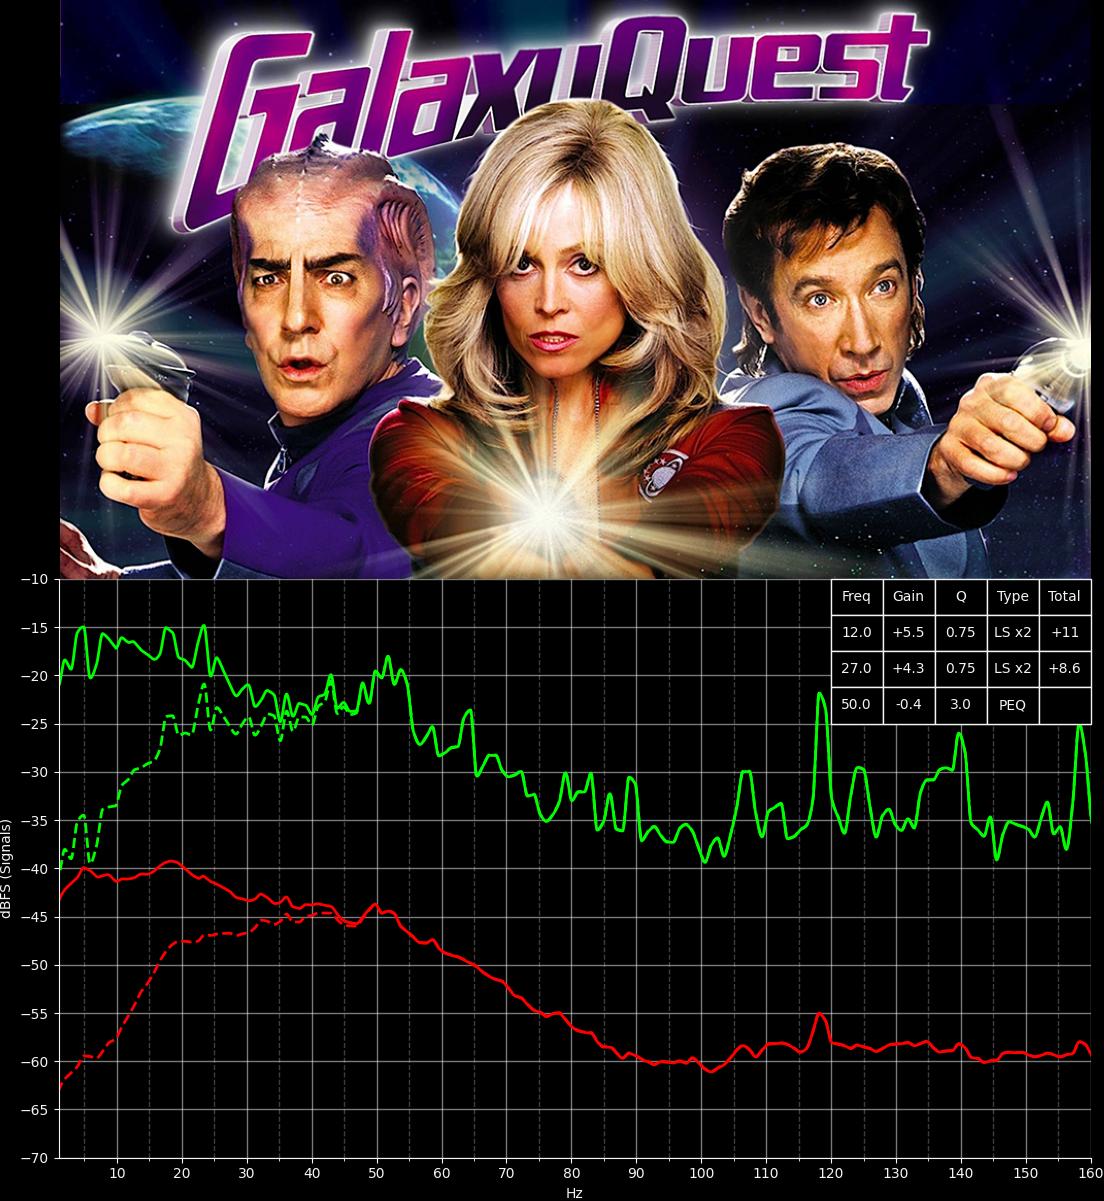 GalaxyQuest
Freq Gain Q Type Total
12.0 +5.5 0.75 LS x2 +11
27.0 +4.3 0.75 LS x2 +8.6
50.0 -0.4 3.0 PEQ
−10
−15
−20
−25
−30
−35
−40
−45
−50
−55
−60
−65
−70
dBFS (Signals)
10 20 30 40 50 60 70 80 90 100 110 120 130 140 150 160
Hz